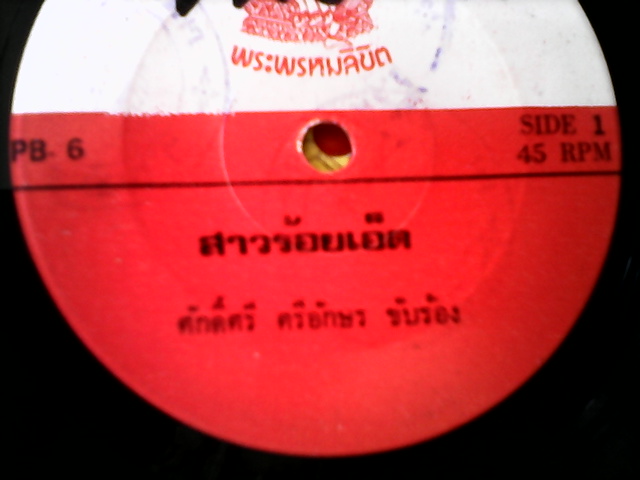 พระพรหมลิขิต
PB- 6
SIDE 1
45 RPM
สาวร้อยเอ็ด
ศักดิ์ศรี ศรีอักษร ขับร้อง